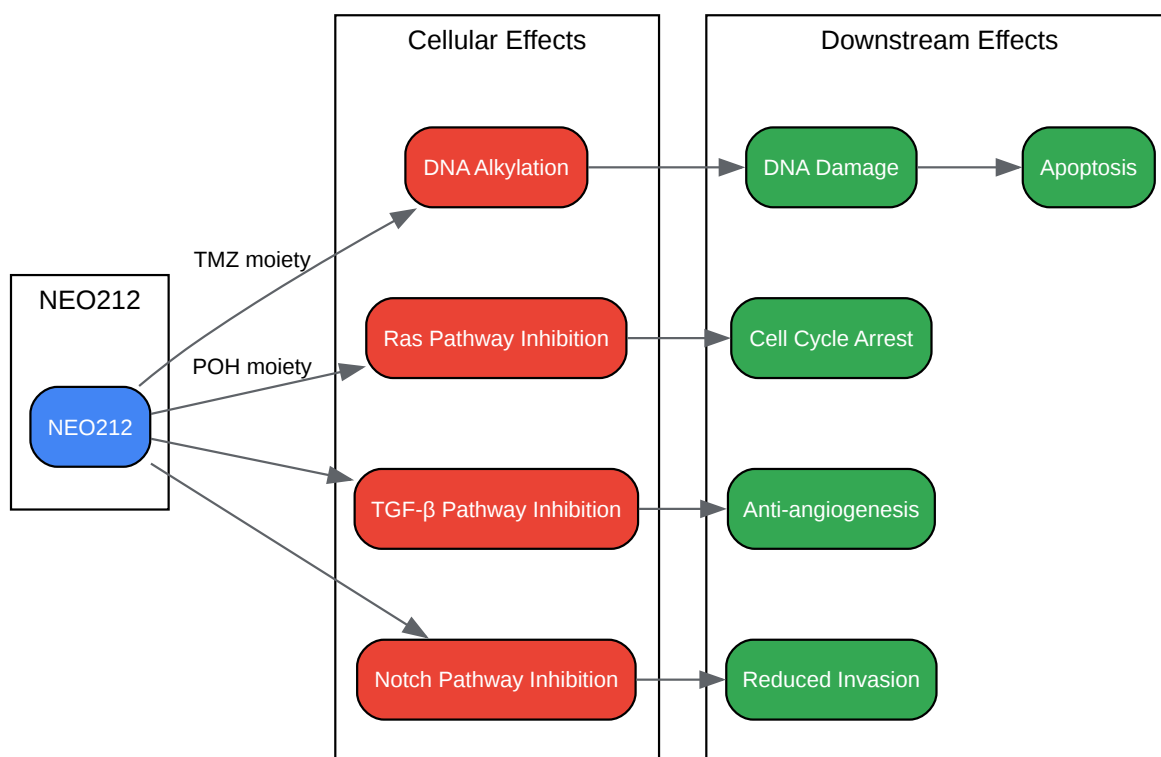 Cellular Effects
Downstream Effects
DNA Alkylation
DNA Damage
Apoptosis
TMZ moiety
NEO212
Ras Pathway Inhibition
Cell Cycle Arrest
POH moiety
NEO212
TGF-β Pathway Inhibition
Anti-angiogenesis
Notch Pathway Inhibition
Reduced Invasion